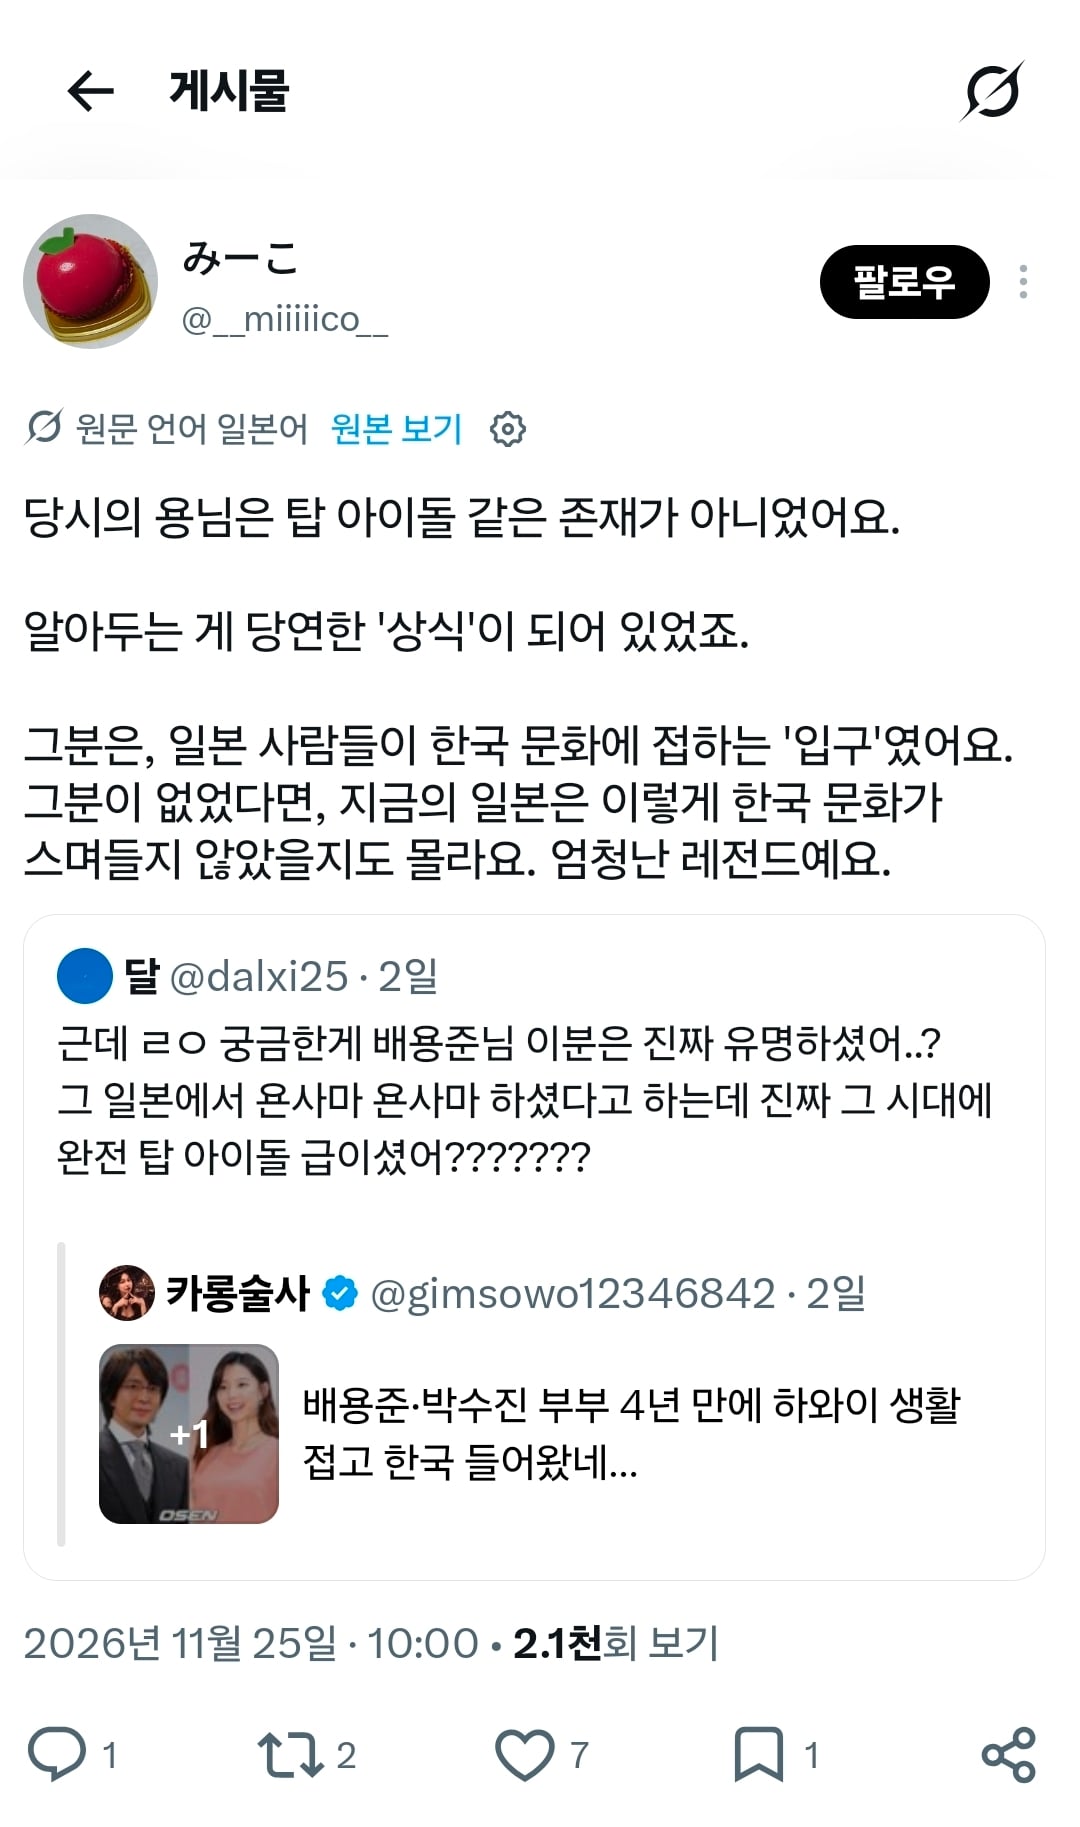 게시물
みーこ
@__miiiiico__
팔로우
원문 언어 일본어 원본 보기
당시의 용님은 탑 아이돌 같은 존재가 아니었어요.
알아두는 게 당연한 '상식'이 되어 있었죠.
그분은, 일본 사람들이 한국 문화에 접하는 '입구'였어요.
그분이 없었다면, 지금의 일본은 이렇게 한국 문화가
스며들지 않았을지도 몰라요. 엄청난 레전드예요.
달 @dalxi25 · 2일
근데 ㄹㅇ 궁금한게 배용준님 이분은 진짜 유명하셨어..?
그 일본에서 욘사마 욘사마 하셨다고 하는데 진짜 그 시대에
완전 탑 아이돌 급이셨어???????
카롱술사 @gimsowo12346842 · 2일
+1
OSEN
배용준·박수진 부부 4년 만에 하와이 생활
접고 한국 들어왔네...
2026년 11월 25일 · 10:00 • 2.1천회 보기
1 2 7 1